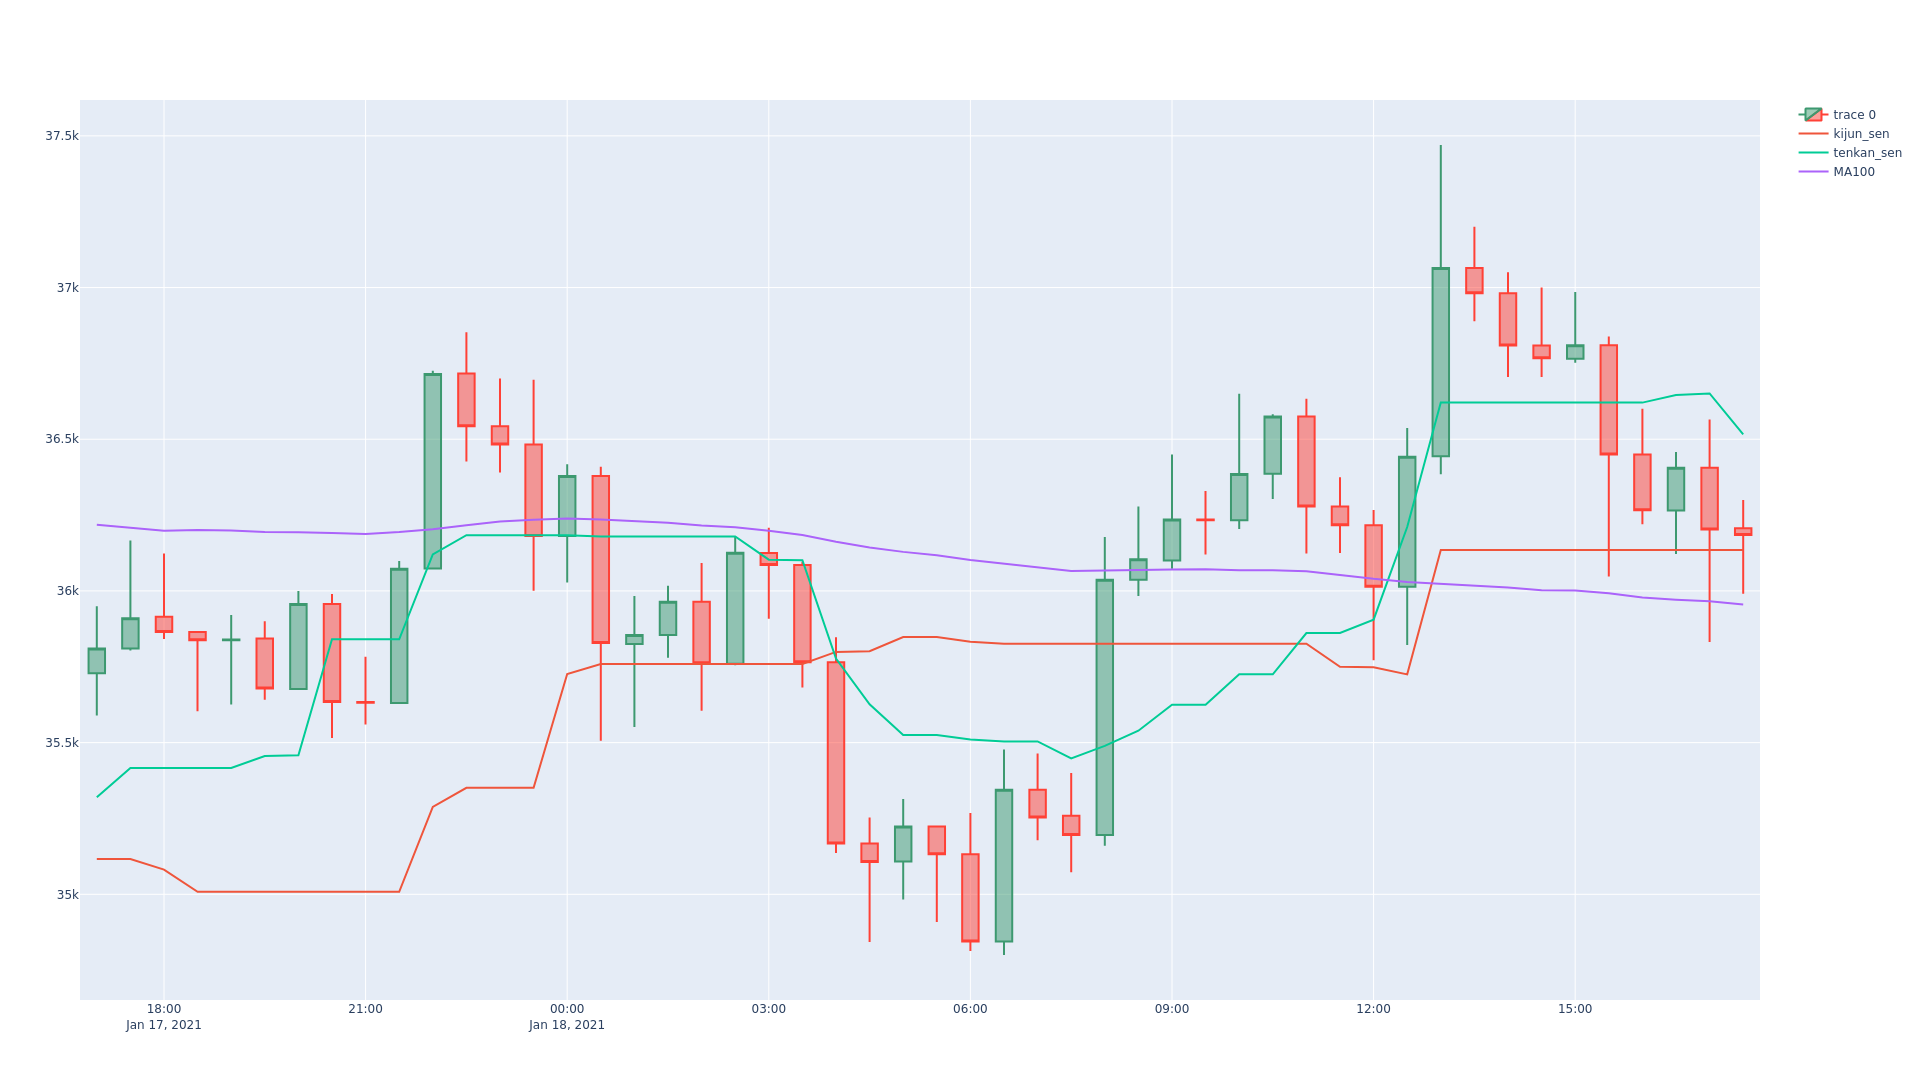 37.5k
37k
36.5k
36k
35.5k
35k
18:00
Jan 17, 2021
21:00
00:00
Jan 18, 2021
03:00
06:00
09:00
12:00
15:00
trace 0
kijun_sen
tenkan_sen
MA100